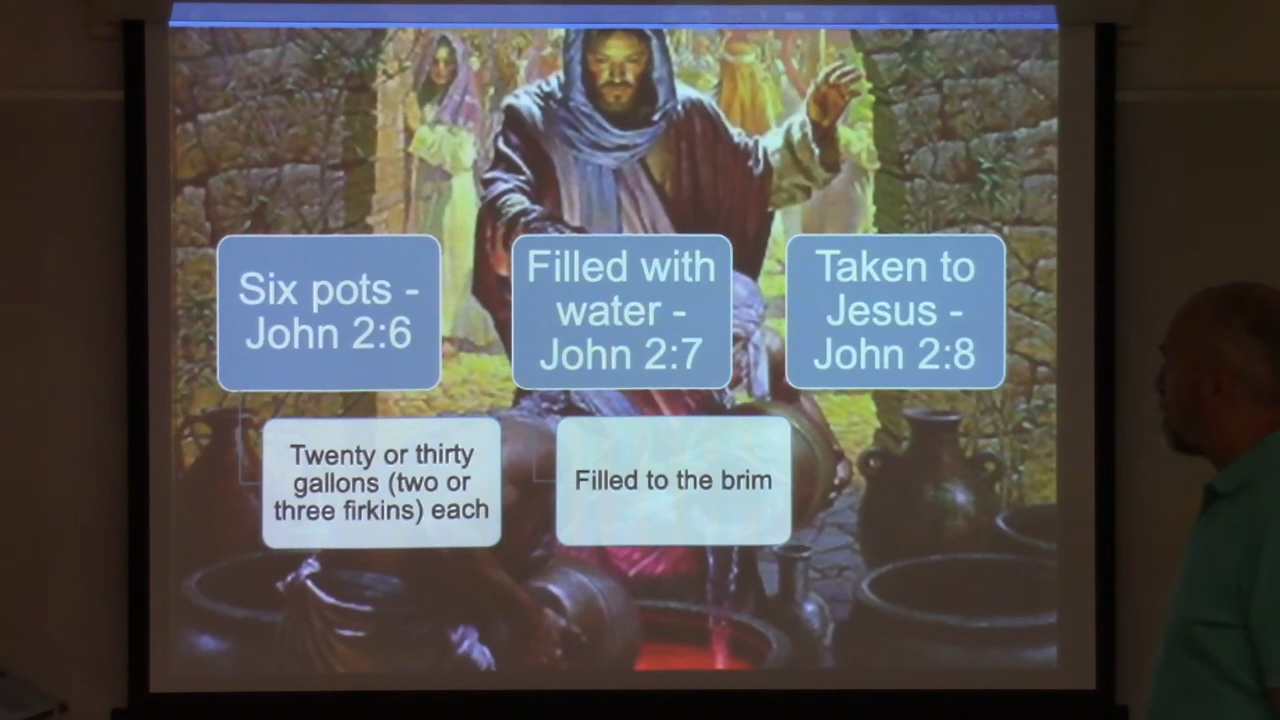 Six pots -
John 2:6
Filled with
water -
John 2:7
Taken to
Jesus -
John 2:8
Twenty or thirty
gallons (two or
three firkins) each
Filled to the brim